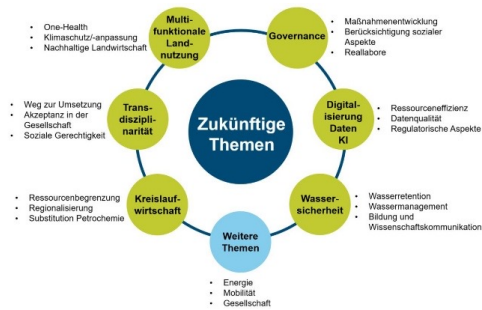 Zukünftige
Themen
Multi-
funktionale
Land-
nutzung
• One-Health
• Klimaschutz/-anpassung
• Nachhaltige Landwirtschaft
Governance
• Maßnahmenentwicklung
• Berücksichtigung sozialer
Aspekte
• Reallabore
Digital-
isierung
Daten
KI
• Ressourceneffizienz
• Datenqualität
• Regulatorische Aspekte
Wasser-
sicherheit
• Wasserretention
• Wassermanagement
• Bildung und
Wissenschaftskommunikation
Weitere
Themen
• Energie
• Mobilität
• Gesellschaft
Kreislauf-
wirtschaft
• Ressourcenbegrenzung
• Regionalisierung
• Substitution Petrochemie
Trans-
diszipli-
narität
• Weg zur Umsetzung
• Akzeptanz in der
Gesellschaft
• Soziale Gerechtigkeit